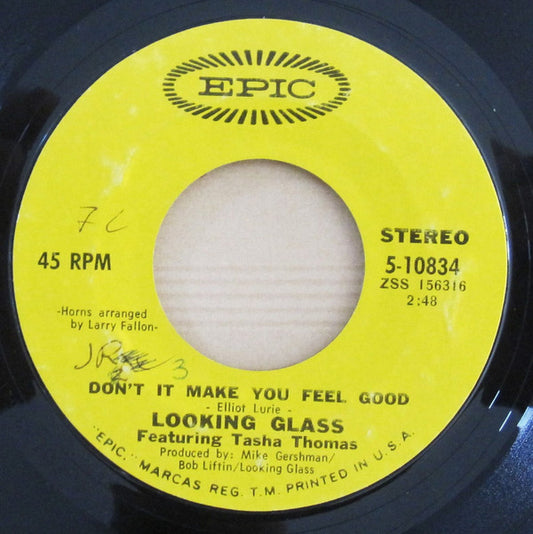 EPIC
7
STEREO
45 RPM
5-10834
ZSS 156316
2:48
-Horns arranged
by Larry Fallon-
3
DON'T IT MAKE YOU FEEL GOOD
- Elliot Lurie -
LOOKING GLASS
Featuring Tasha Thomas
Produced by: Mike Gershman/
Bob Liftin/Looking Glass
"EPIC," MARCAS REG. T.M. PRINTED IN U.S.A.